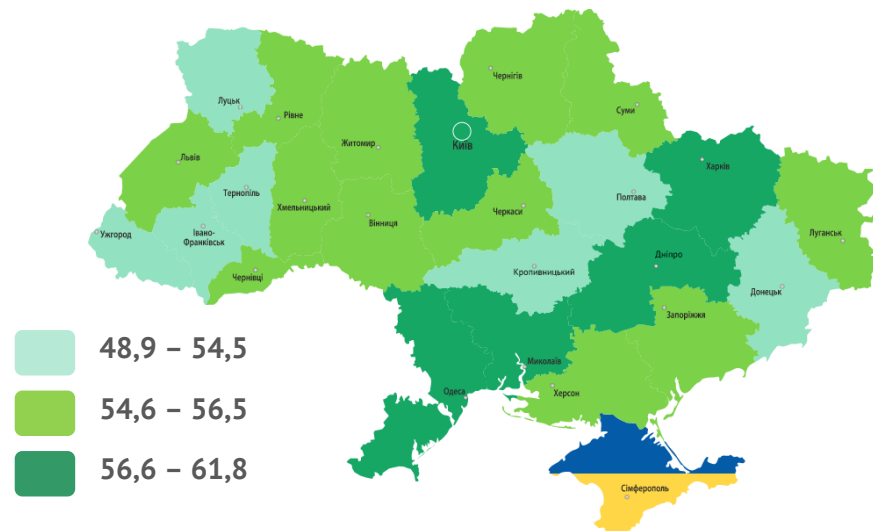 Чернігів
Луцьк
Суми
Рівне
Житомир
Київ
Львів
Харків
Тернопіль
Полтава
Хмельницький
Черкаси
Вінниця
Ужгород
Івано-
Франківськ
Луганськ
Дніпро
Чернівці
Кропивницький
Донецьк
Запоріжжя
48,9 – 54,5
Миколаїв
Одеса
Херсон
54,6 – 56,5
56,6 – 61,8
Сімферополь